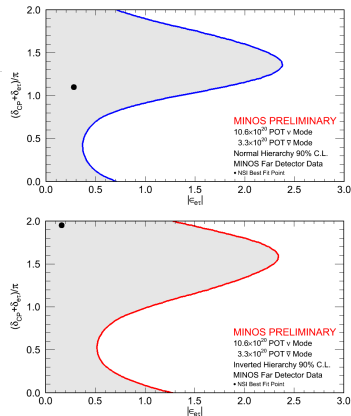 2.0
1.5
1.0
0.5
0.0
(δCP+δeτ)/π
MINOS PRELIMINARY
10.6×10²⁰ POT ν Mode
3.3×10²⁰ POT ν̅ Mode
Normal Hierarchy 90% C.L.
MINOS Far Detector Data
• NSI Best Fit Point
0.0 0.5 1.0 1.5 2.0 2.5 3.0
|εeτ|
2.0
1.5
1.0
0.5
0.0
(δCP+δeτ)/π
MINOS PRELIMINARY
10.6×10²⁰ POT ν Mode
3.3×10²⁰ POT ν̅ Mode
Inverted Hierarchy 90% C.L.
MINOS Far Detector Data
• NSI Best Fit Point
0.0 0.5 1.0 1.5 2.0 2.5 3.0
|εeτ|